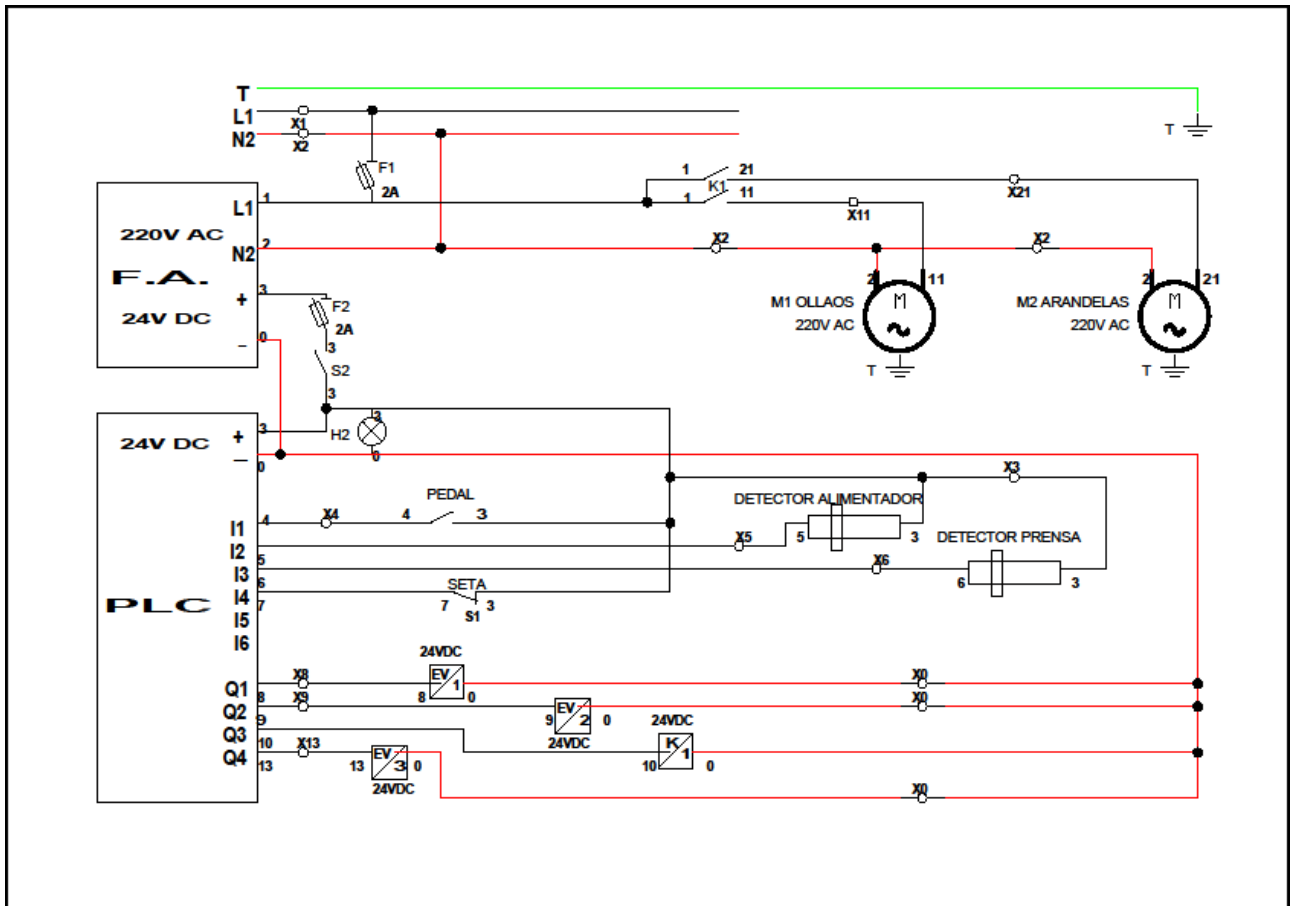 T
L1
X1
N2
X2
F1
2A
1 21
K1
1 11
X21
X11
T
L1 1
220V AC
N2 2
F.A.
+ 3
24V DC
– 0
X2
X2
F2
2A
3
S2
3
2 11
M
M1 OLLAOS
220V AC
T
2 21
M
M2 ARANDELAS
220V AC
T
24V DC
+ 3
– 0
H2
3
0
X3
PEDAL
I1 4
X4
4 3
DETECTOR ALIMENTADOR
I2 5
X5
5 3
DETECTOR PRENSA
I3 6
X6
6 3
PLC
I4 7
SETA
7 3
S1
I5
I6
24VDC
Q1 8
X8
EV
1
8 0
X0
Q2 9
X9
EV
2
9 0
24VDC
X0
Q3 10
24VDC
K
1
10 0
Q4 13
X13
EV
3
13 0
24VDC
X0